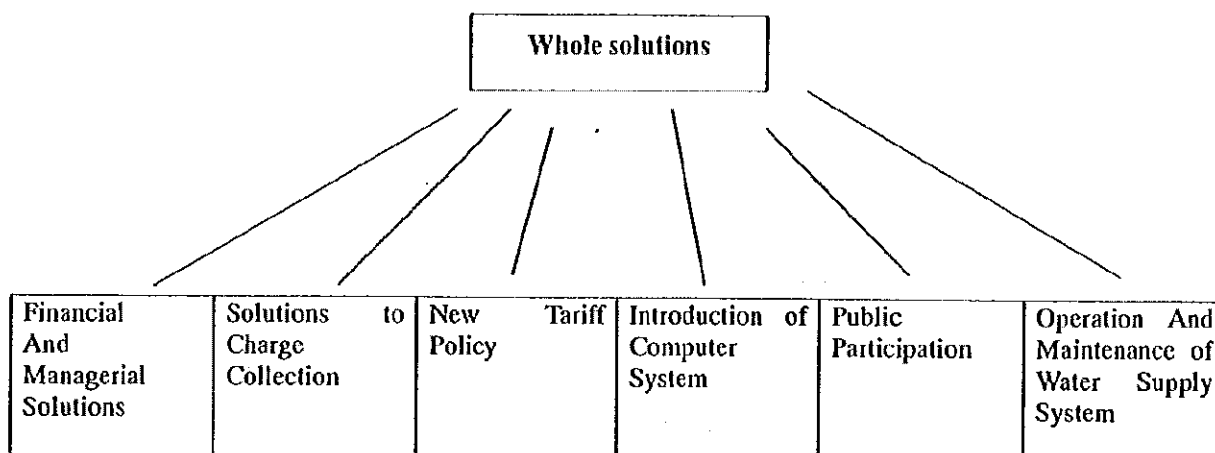 Whole solutions
Financial
And
Managerial
Solutions
Solutions to
Charge
Collection
New Tariff
Policy
Introduction of
Computer
System
Public
Participation
Operation And
Maintenance of
Water Supply
System